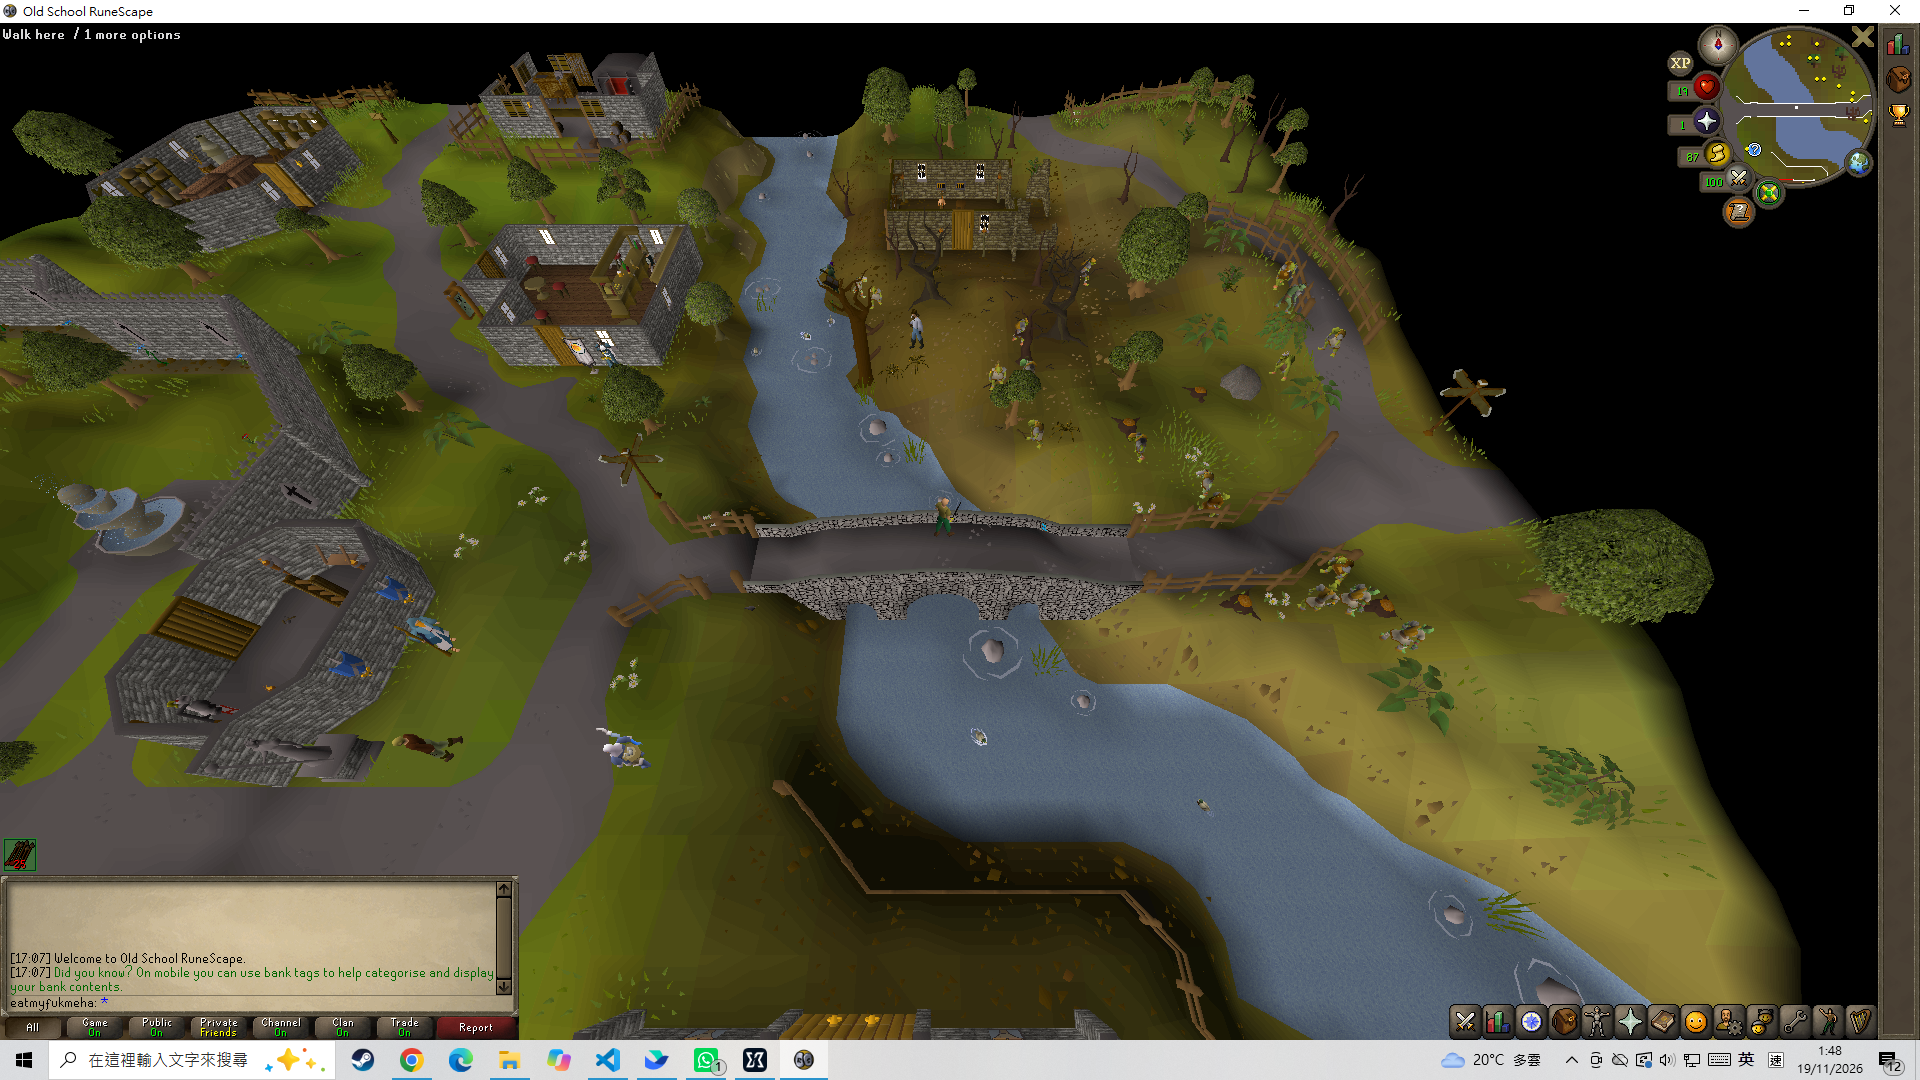 Old School RuneScape
Walk here / 1 more options
N
XP
19
1
87
100
25
[17:07] Welcome to Old School RuneScape.
[17:07] Did you know? On mobile you can use bank tags to help categorise and display
your bank contents.
eatmyfukmeha: *
All
Game
On
Public
On
Private
Friends
Channel
On
Clan
On
Trade
On
Report
在這裡輸入文字來搜尋
1
20°C 多雲
英
速
1:48
19/11/2026
12